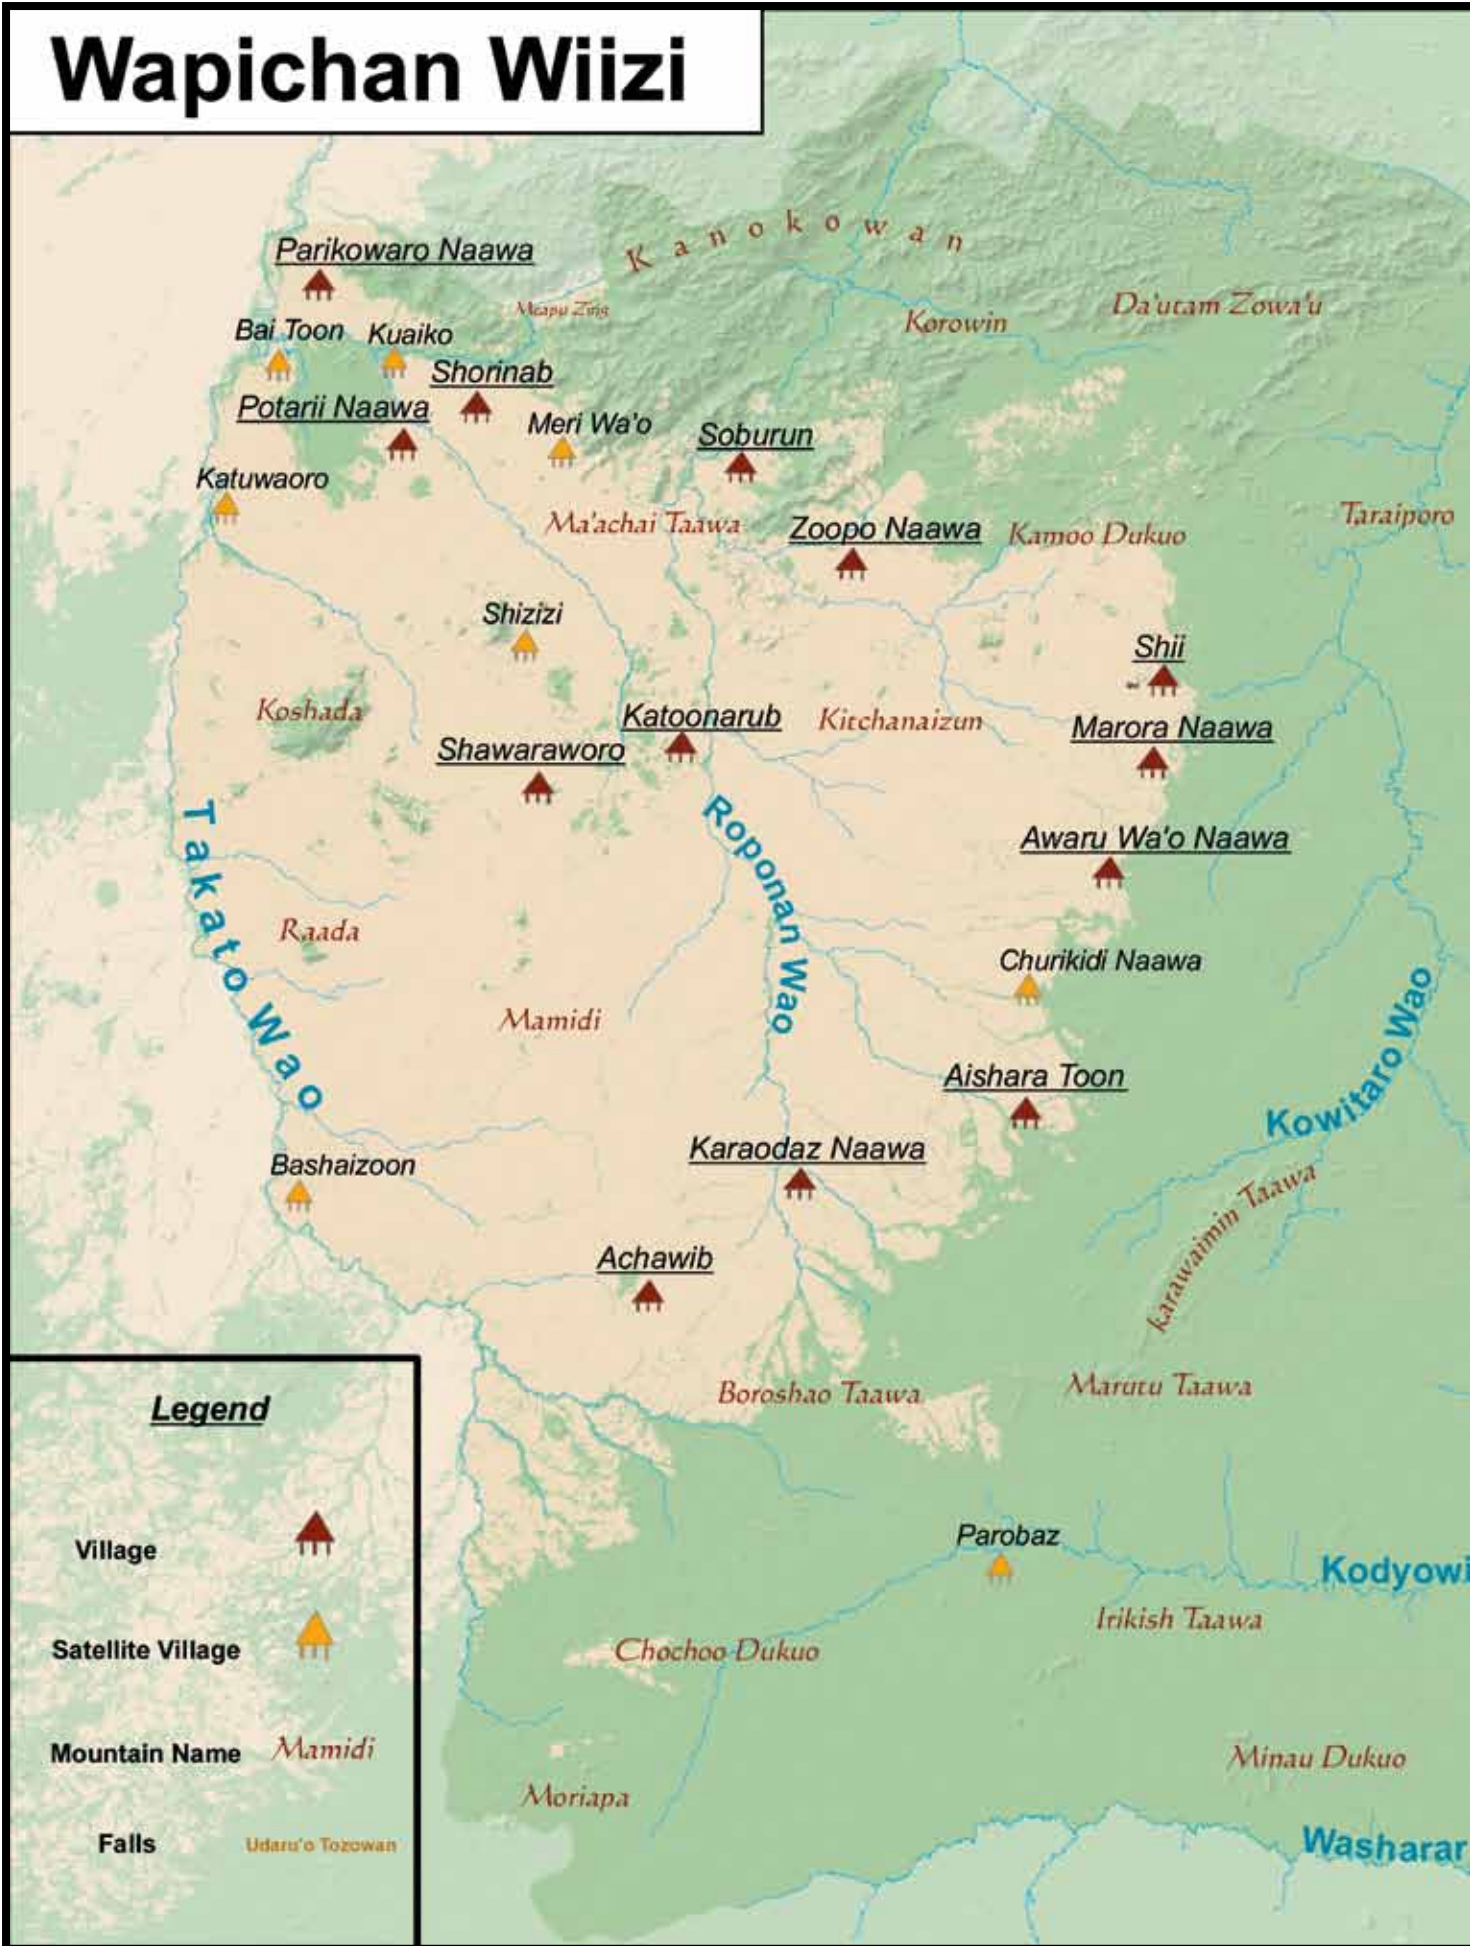 Wapichan Wiizi
Kanokowan
Parikowaro Naawa
Da'utam Zowa'u
Korowin
Bai Toon
Kuaiko
Shorinab
Potarii Naawa
Meri Wa'o
Soburun
Katuwaoro
Taraiporo
Ma'achai Taawa
Zoopo Naawa
Kamoo Dukuo
Shizizi
Shii
Koshada
Katoonarub
Kitchanaizun
Marora Naawa
Shawaraworo
Takato Wao
Roponan Wao
Awaru Wa'o Naawa
Raada
Churikidi Naawa
Mamidi
Kowitaro Wao
Aishara Toon
Karaodaz Naawa
Bashaizoon
karawaimin Taawa
Achawib
Boroshao Taawa
Marutu Taawa
Parobaz
Kodyowi
Irikish Taawa
Chochoo Dukuo
Minau Dukuo
Moriapa
Washarar
Legend
Village
Satellite Village
Mountain Name Mamidi
Falls Udaru'o Tozowan